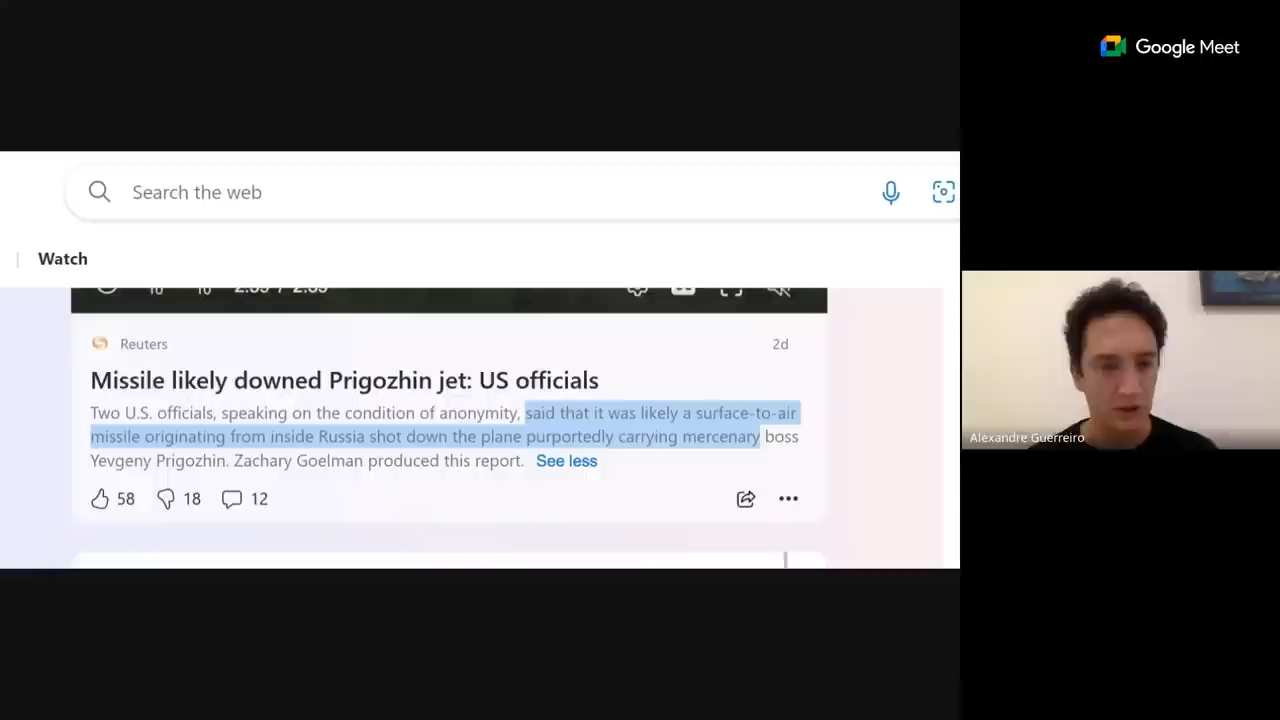 Google Meet
Search the web
Watch
Reuters
2d
Missile likely downed Prigozhin jet: US officials
Two U.S. officials, speaking on the condition of anonymity, said that it was likely a surface-to-air
missile originating from inside Russia shot down the plane purportedly carrying mercenary boss
Yevgeny Prigozhin. Zachary Goelman produced this report. See less
58 18 12
Alexandre Guerreiro